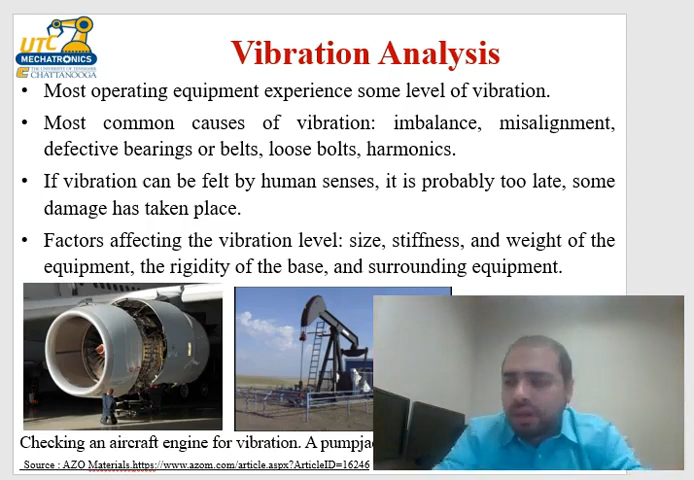 UTC
MECHATRONICS
THE UNIVERSITY OF TENNESSEE
CHATTANOOGA
Vibration Analysis
• Most operating equipment experience some level of vibration.
• Most common causes of vibration: imbalance, misalignment,
defective bearings or belts, loose bolts, harmonics.
• If vibration can be felt by human senses, it is probably too late, some
damage has taken place.
• Factors affecting the vibration level: size, stiffness, and weight of the
equipment, the rigidity of the base, and surrounding equipment.
Checking an aircraft engine for vibration. A pumpjac
Source : AZO Materials.https://www.azom.com/article.aspx?ArticleID=16246